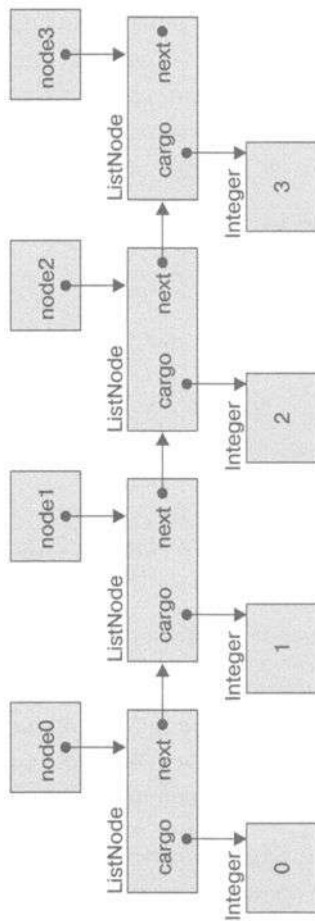 node0
node1
node2
node3
ListNode
ListNode
ListNode
ListNode
cargo next
cargo next
cargo next
cargo next
Integer
Integer
Integer
Integer
0
1
2
3